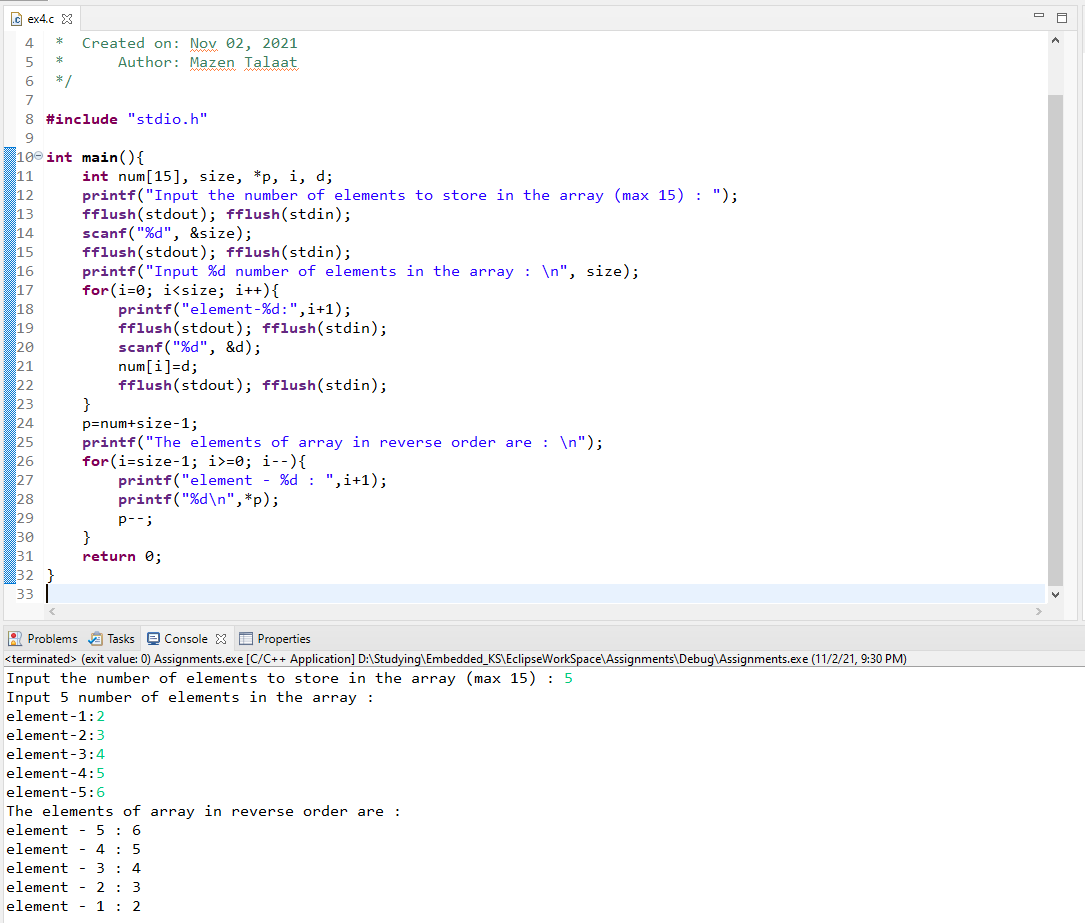 ex4.c
4 *  Created on: Nov 02, 2021
5 *      Author: Mazen Talaat
6 */
7
8 #include "stdio.h"
9
10 int main(){
11     int num[15], size, *p, i, d;
12     printf("Input the number of elements to store in the array (max 15) : ");
13     fflush(stdout); fflush(stdin);
14     scanf("%d", &size);
15     fflush(stdout); fflush(stdin);
16     printf("Input %d number of elements in the array : \n", size);
17     for(i=0; i<size; i++){
18         printf("element-%d:",i+1);
19         fflush(stdout); fflush(stdin);
20         scanf("%d", &d);
21         num[i]=d;
22         fflush(stdout); fflush(stdin);
23     }
24     p=num+size-1;
25     printf("The elements of array in reverse order are : \n");
26     for(i=size-1; i>=0; i--){
27         printf("element - %d : ",i+1);
28         printf("%d\n",*p);
29         p--;
30     }
31     return 0;
32 }
33
Problems Tasks Console Properties
<terminated> (exit value: 0) Assignments.exe [C/C++ Application] D:\Studying\Embedded_KS\EclipseWorkSpace\Assignments\Debug\Assignments.exe (11/2/21, 9:30 PM)
Input the number of elements to store in the array (max 15) : 5
Input 5 number of elements in the array :
element-1:2
element-2:3
element-3:4
element-4:5
element-5:6
The elements of array in reverse order are :
element - 5 : 6
element - 4 : 5
element - 3 : 4
element - 2 : 3
element - 1 : 2